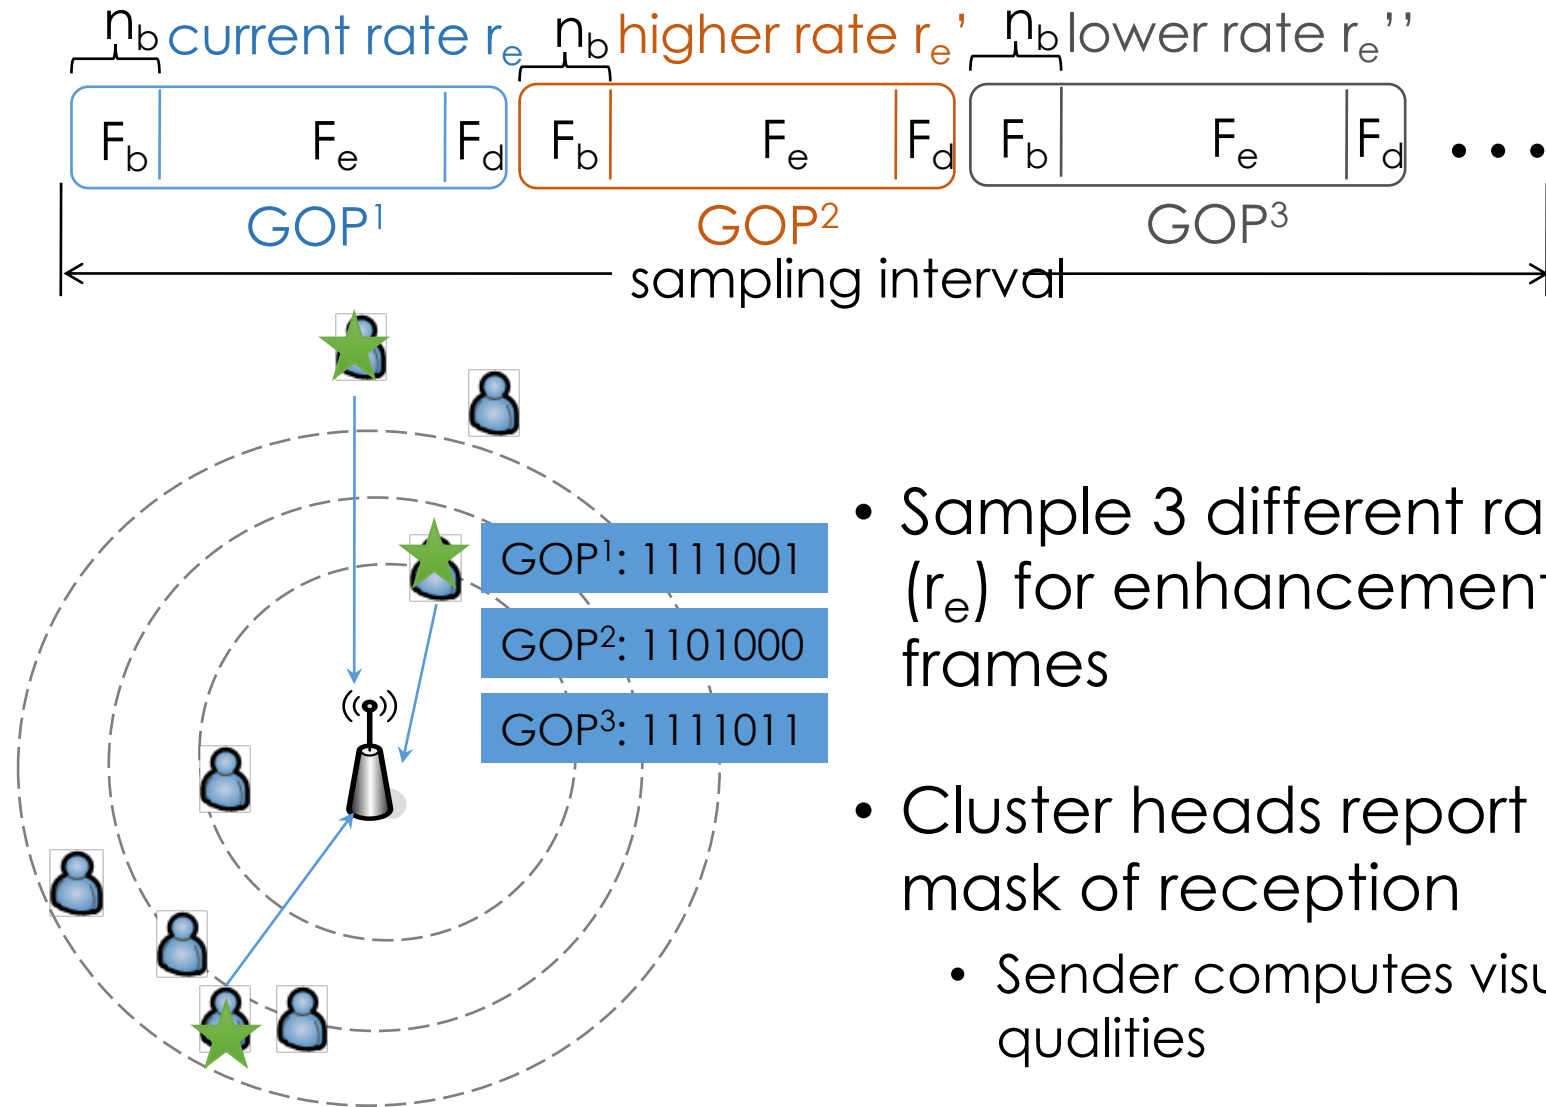 n_b current rate r_e n_b higher rate r_e' n_b lower rate r_e''
F_b F_e F_d F_b F_e F_d F_b F_e F_d ...
GOP¹ GOP² GOP³
sampling interval
• Sample 3 different ra
(r_e) for enhancement
frames
GOP¹: 1111001
GOP²: 1101000
GOP³: 1111011
• Cluster heads report
mask of reception
• Sender computes visu
qualities